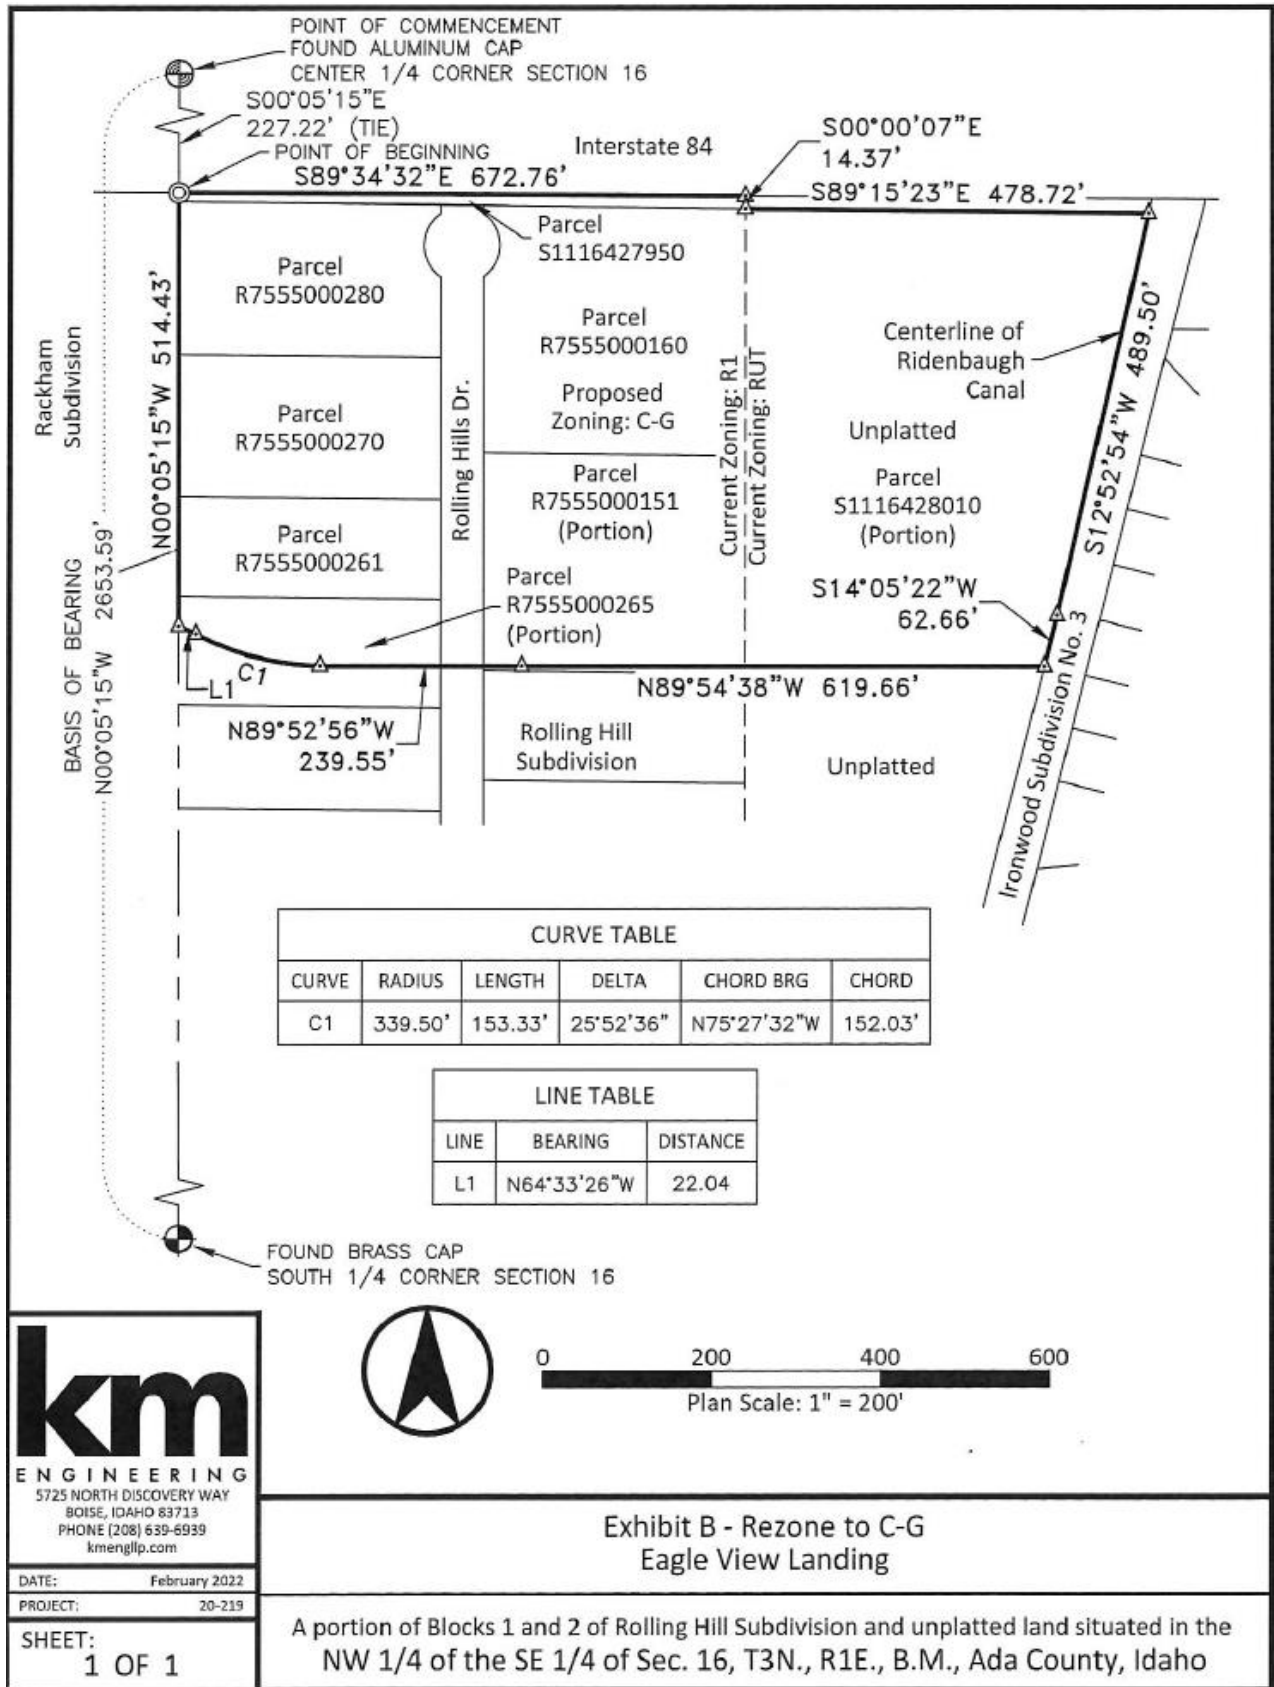 POINT OF COMMENCEMENT
FOUND ALUMINUM CAP
CENTER 1/4 CORNER SECTION 16
S00°05'15"E
227.22' (TIE)
POINT OF BEGINNING
S89°34'32"E 672.76'
Interstate 84
S00°00'07"E
14.37'
S89°15'23"E 478.72'
Parcel
S1116427950
Parcel
R7555000280
Parcel
R7555000160
Proposed
Zoning: C-G
Centerline of
Ridenbaugh
Canal
S12°52'54"W 489.50'
Rackham
Subdivision
N00°05'15"W 514.43'
Parcel
R7555000270
Rolling Hills Dr.
Current Zoning: R1
Current Zoning: RUT
Unplatted
Parcel
R7555000151
(Portion)
Parcel
S1116428010
(Portion)
Parcel
R7555000261
Parcel
R7555000265
(Portion)
S14°05'22"W
62.66'
BASIS OF BEARING
N00°05'15"W 2653.59'
L1
C1
N89°54'38"W 619.66'
N89°52'56"W
239.55'
Rolling Hill
Subdivision
Unplatted
Ironwood Subdivision No. 3
CURVE TABLE
CURVE RADIUS LENGTH DELTA CHORD BRG CHORD
C1 339.50' 153.33' 25°52'36" N75°27'32"W 152.03'
LINE TABLE
LINE BEARING DISTANCE
L1 N64°33'26"W 22.04
FOUND BRASS CAP
SOUTH 1/4 CORNER SECTION 16
0 200 400 600
Plan Scale: 1" = 200'
km
ENGINEERING
5725 NORTH DISCOVERY WAY
BOISE, IDAHO 83713
PHONE (208) 639-6939
kmengllp.com
DATE: February 2022
PROJECT: 20-219
SHEET:
1 OF 1
Exhibit B - Rezone to C-G
Eagle View Landing
A portion of Blocks 1 and 2 of Rolling Hill Subdivision and unplatted land situated in the
NW 1/4 of the SE 1/4 of Sec. 16, T3N., R1E., B.M., Ada County, Idaho